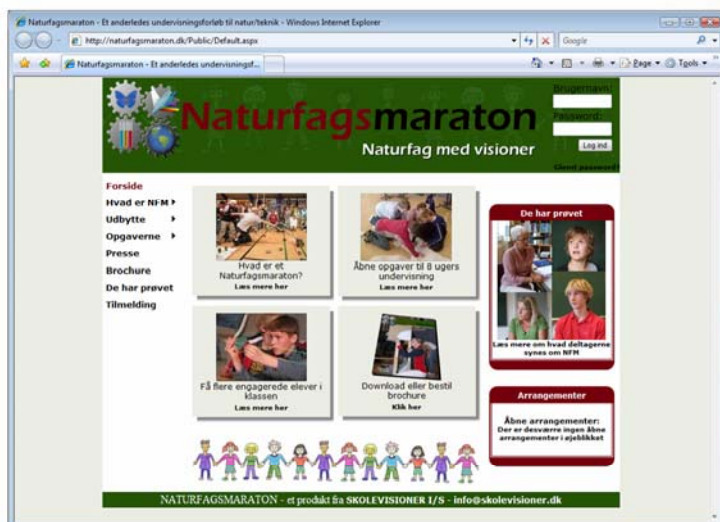 Naturfagsmaraton - Et anderledes undervisningsforløb til natur/teknik - Windows Internet Explorer
http://naturfagsmaraton.dk/Public/Default.aspx
Google
Naturfagsmaraton - Et anderledes undervisningsf...
Page
Tools
Brugernavn:
Naturfagsmaraton
Password:
Naturfag med visioner
Log ind
Glemt password?
Forside
Hvad er NFM
Udbytte
Opgaverne
Presse
Brochure
De har prøvet
Tilmelding
Hvad er et
Naturfagsmaraton?
Læs mere her
Åbne opgaver til 8 ugers
undervisning
Læs mere her
Få flere engagerede elever i
klassen
Læs mere her
Download eller bestil
brochure
Klik her
De har prøvet
Læs mere om hvad deltagerne
synes om NFM
Arrangementer
Åbne arrangementer:
Der er desværre ingen åbne
arrangementer i øjeblikket
NATURFAGSMARATON - et produkt fra SKOLEVISIONER I/S - info@skolevisioner.dk